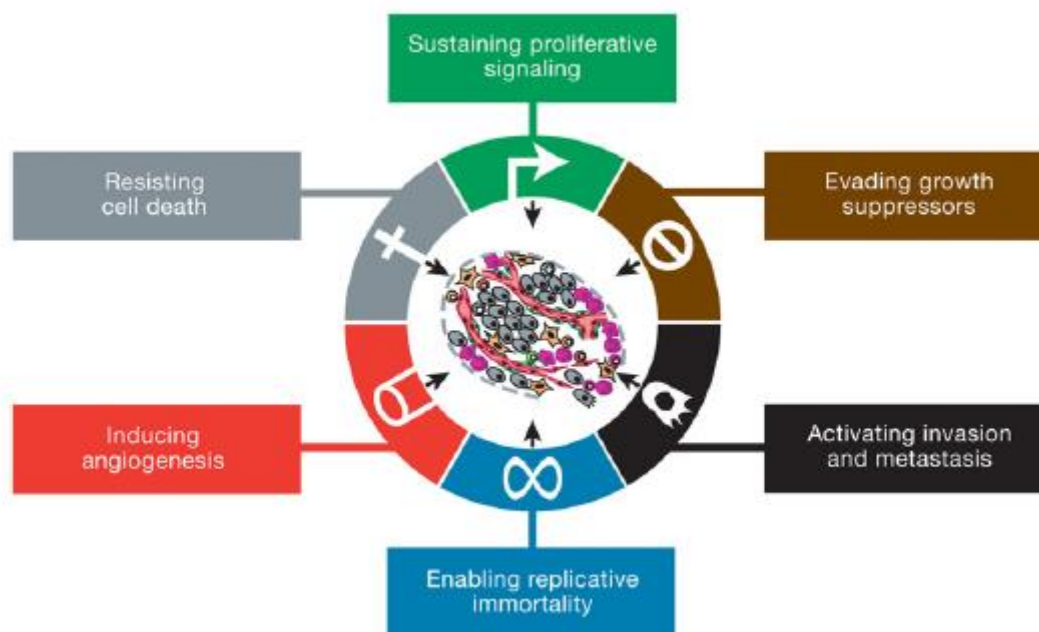 Sustaining proliferative
signaling
Resisting
cell death
Evading growth
suppressors
Inducing
angiogenesis
Activating invasion
and metastasis
Enabling replicative
immortality